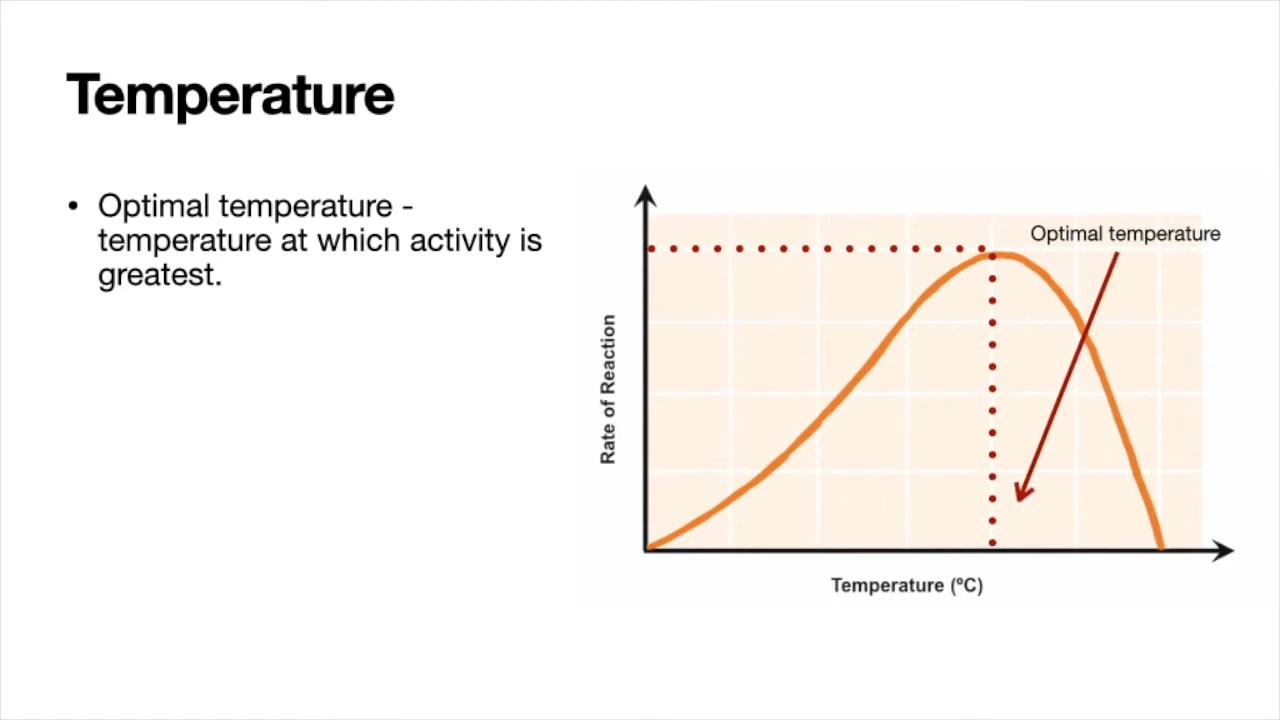 Temperature
• Optimal temperature -
temperature at which activity is
greatest.
Optimal temperature
Rate of Reaction
Temperature (ºC)